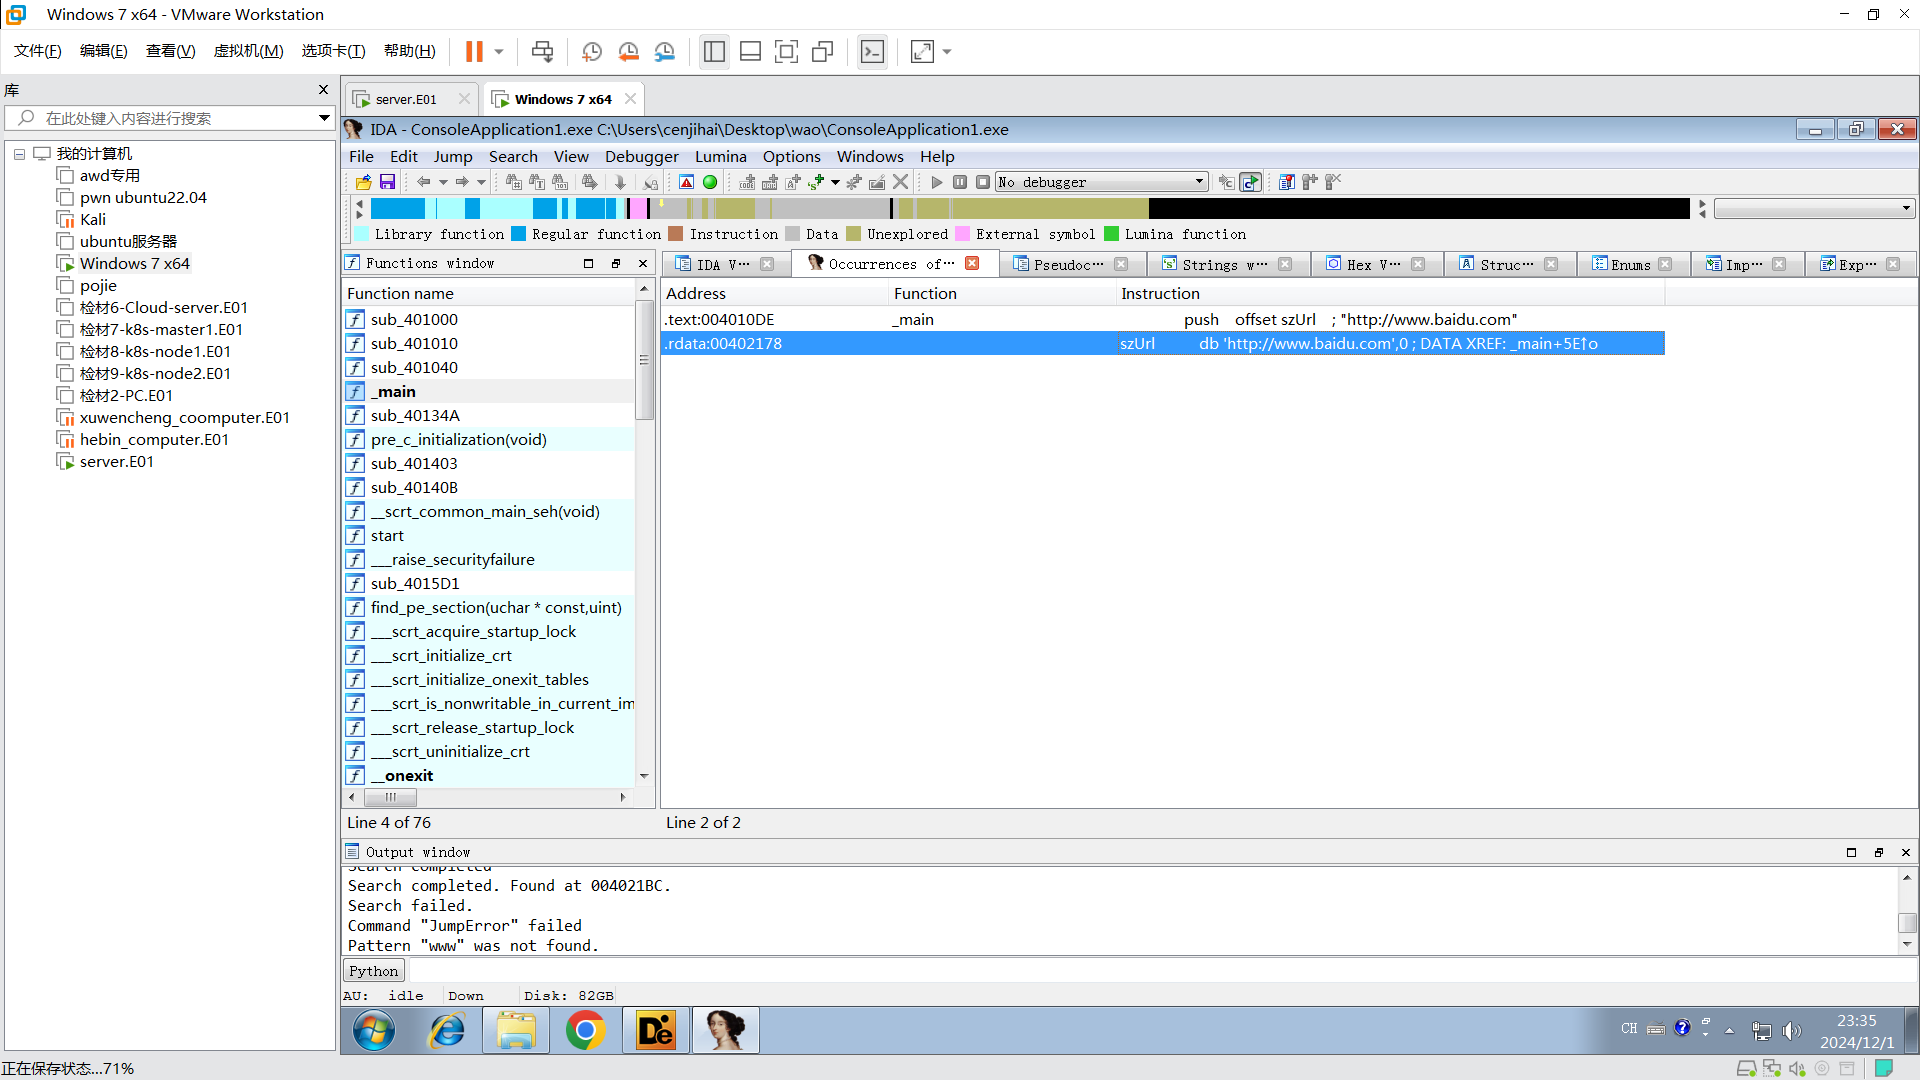 Windows 7 x64 - VMware Workstation
文件(F) 编辑(E) 查看(V) 虚拟机(M) 选项卡(T) 帮助(H)
库
在此处键入内容进行搜索
我的计算机
awd专用
pwn ubuntu22.04
Kali
ubuntu服务器
Windows 7 x64
pojie
检材6-Cloud-server.E01
检材7-k8s-master1.E01
检材8-k8s-node1.E01
检材9-k8s-node2.E01
检材2-PC.E01
xuwencheng_coomputer.E01
hebin_computer.E01
server.E01
server.E01 Windows 7 x64
IDA - ConsoleApplication1.exe C:\Users\cenjihai\Desktop\wao\ConsoleApplication1.exe
File Edit Jump Search View Debugger Lumina Options Windows Help
No debugger
Library function Regular function Instruction Data Unexplored External symbol Lumina function
Functions window
IDA V··· Occurrences of··· Pseudoc··· Strings w··· Hex V··· Struc··· Enums Imp··· Exp···
Function name
sub_401000
sub_401010
sub_401040
_main
sub_40134A
pre_c_initialization(void)
sub_401403
sub_40140B
__scrt_common_main_seh(void)
start
___raise_securityfailure
sub_4015D1
find_pe_section(uchar * const,uint)
___scrt_acquire_startup_lock
___scrt_initialize_crt
___scrt_initialize_onexit_tables
___scrt_is_nonwritable_in_current_im
___scrt_release_startup_lock
___scrt_uninitialize_crt
__onexit
Line 4 of 76
Address Function Instruction
.text:004010DE _main push offset szUrl ; "http://www.baidu.com"
.rdata:00402178 szUrl db 'http://www.baidu.com',0 ; DATA XREF: _main+5E↑o
Line 2 of 2
Output window
Search completed
Search completed. Found at 004021BC.
Search failed.
Command "JumpError" failed
Pattern "www" was not found.
Python
AU: idle Down Disk: 82GB
De
CH
23:35
2024/12/1
正在保存状态...71%